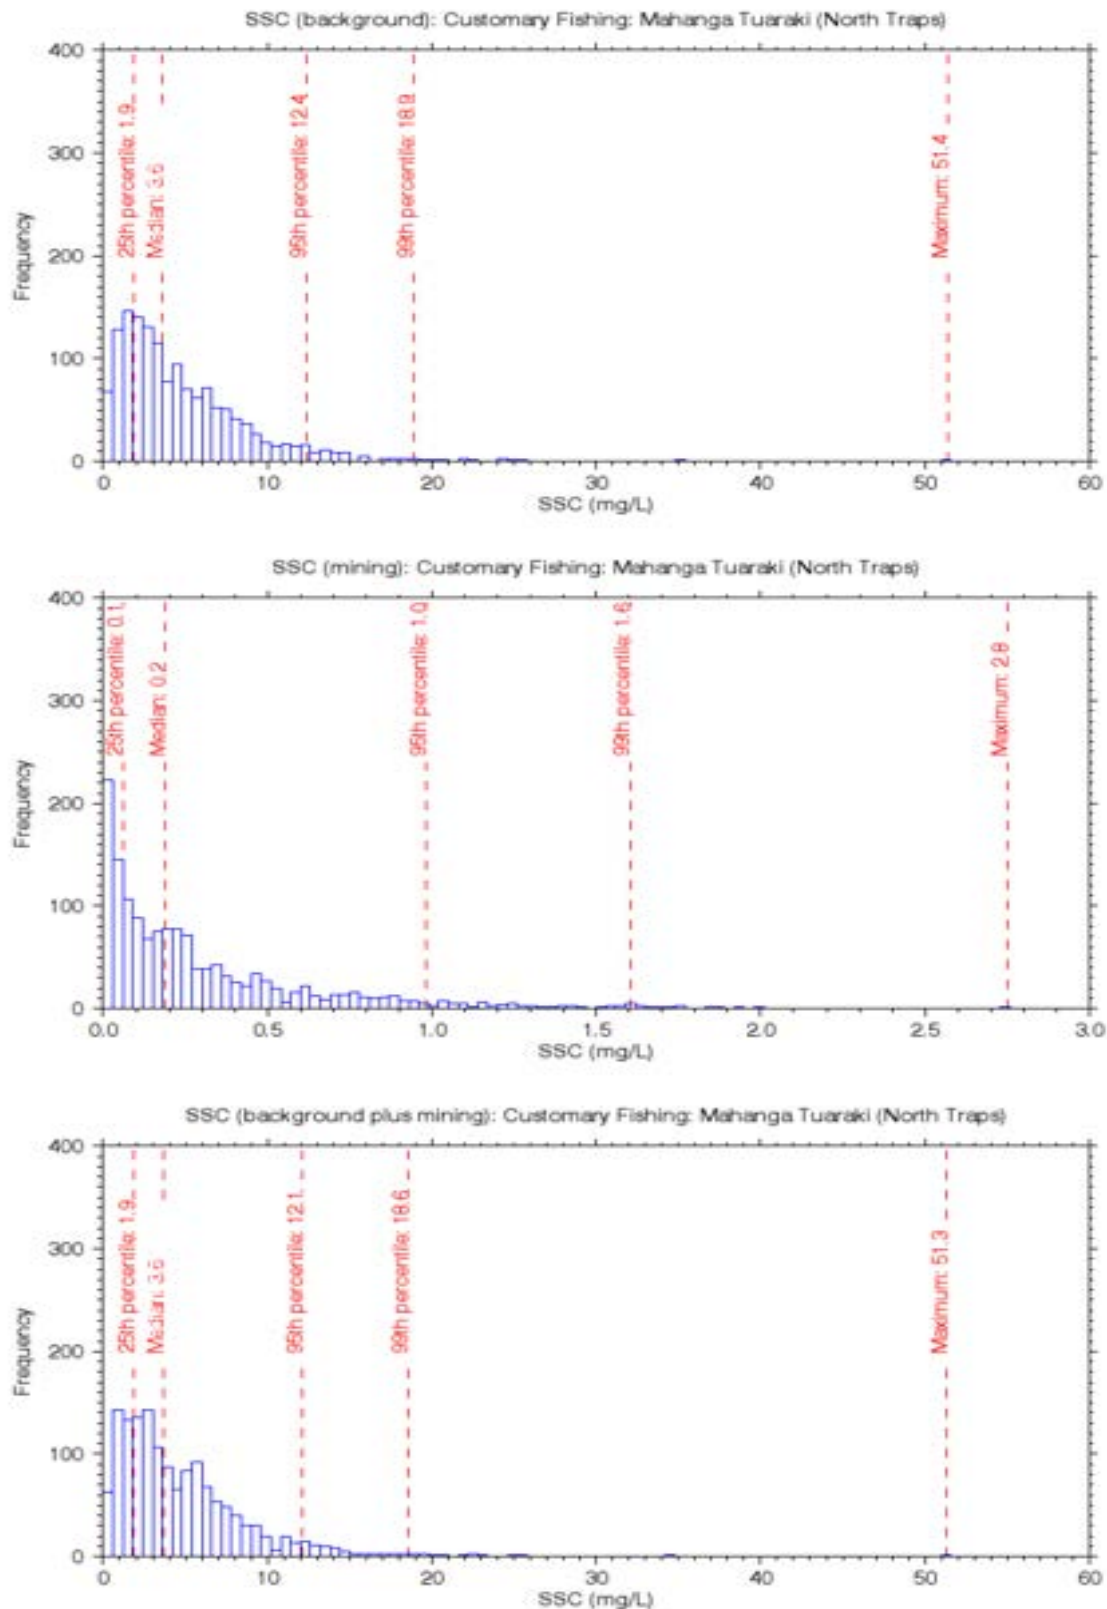 SSC (background): Customary Fishing: Mahanga Tuaraki (North Traps)
400
300
200
100
0
Frequency
25th percentile: 1.9
Median: 3.6
95th percentile: 12.4
99th percentile: 18.9
Maximum: 51.4
0 10 20 30 40 50 60
SSC (mg/L)
SSC (mining): Customary Fishing: Mahanga Tuaraki (North Traps)
400
300
200
100
0
Frequency
25th percentile: 0.1
Median: 0.2
95th percentile: 1.0
99th percentile: 1.6
Maximum: 2.8
0.0 0.5 1.0 1.5 2.0 2.5 3.0
SSC (mg/L)
SSC (background plus mining): Customary Fishing: Mahanga Tuaraki (North Traps)
400
300
200
100
0
Frequency
25th percentile: 1.9
Median: 3.6
95th percentile: 12.1
99th percentile: 18.6
Maximum: 51.3
0 10 20 30 40 50 60
SSC (mg/L)